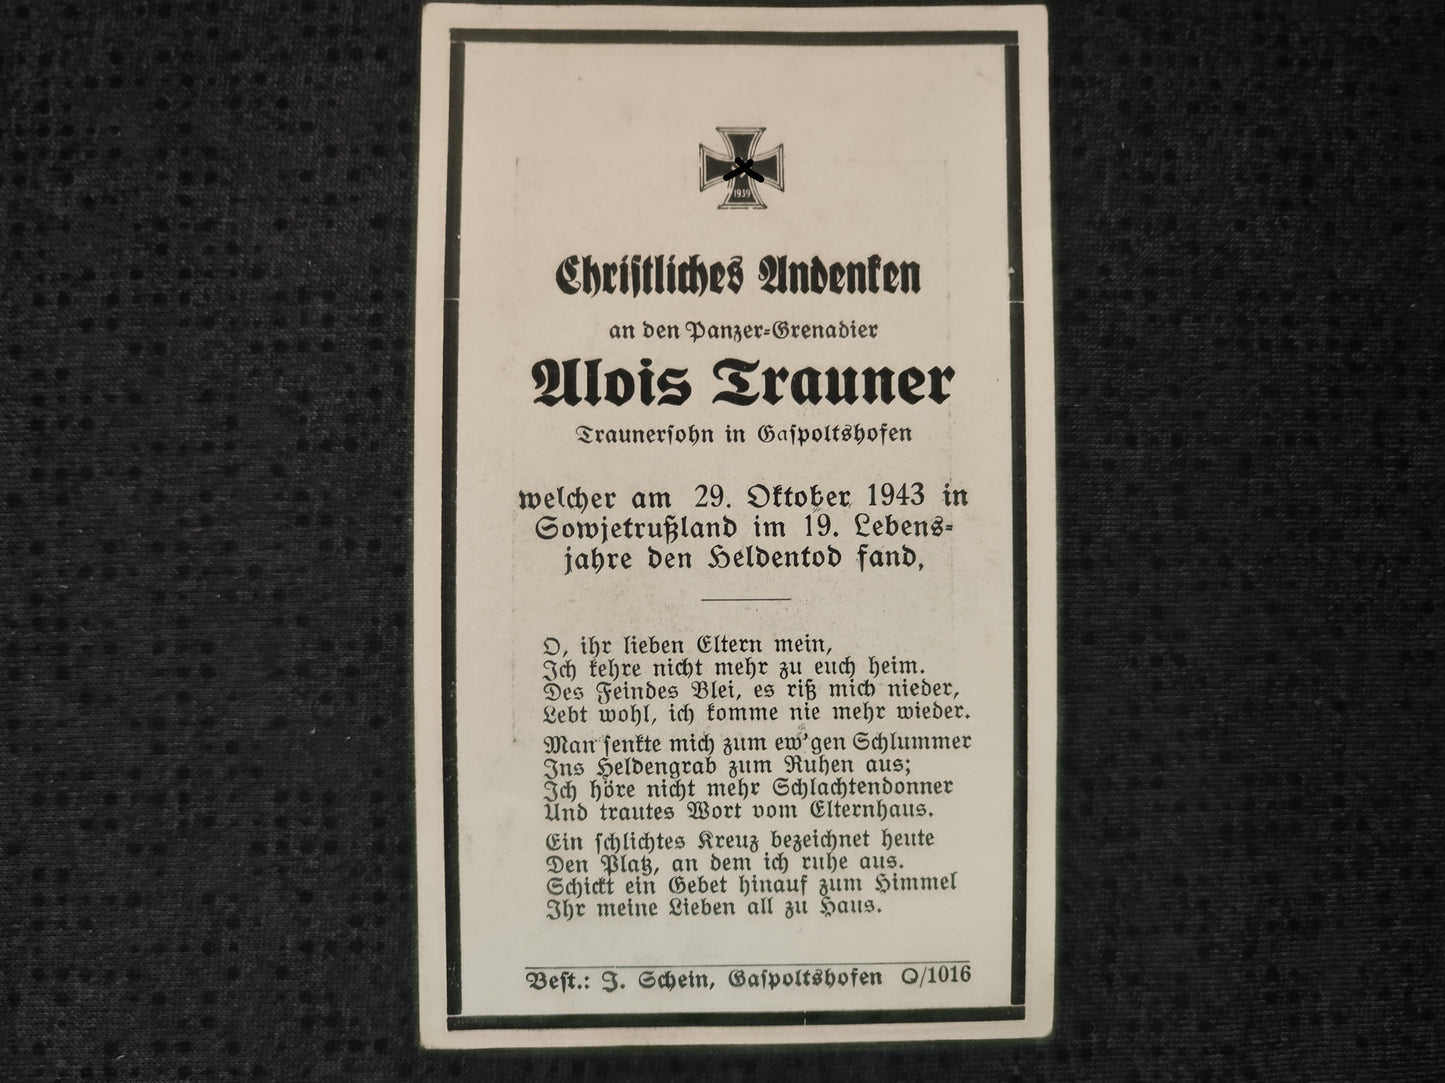 1939
Christliches Andenken
an den Panzer-Grenadier
Alois Trauner
Traunersohn in Gaspoltshofen
welcher am 29. Oktober 1943 in
Sowjetrußland im 19. Lebens-
jahre den Heldentod fand,
O, ihr lieben Eltern mein,
Ich kehre nicht mehr zu euch heim.
Des Feindes Blei, es riß mich nieder,
Lebt wohl, ich komme nie mehr wieder.
Man senkte mich zum ew'gen Schlummer
Ins Heldengrab zum Ruhen aus;
Ich höre nicht mehr Schlachtendonner
Und trautes Wort vom Elternhaus.
Ein schlichtes Kreuz bezeichnet heute
Den Platz, an dem ich ruhe aus.
Schickt ein Gebet hinauf zum Himmel
Ihr meine Lieben all zu Haus.
Best.: J. Schein, Gaspoltshofen Q/1016